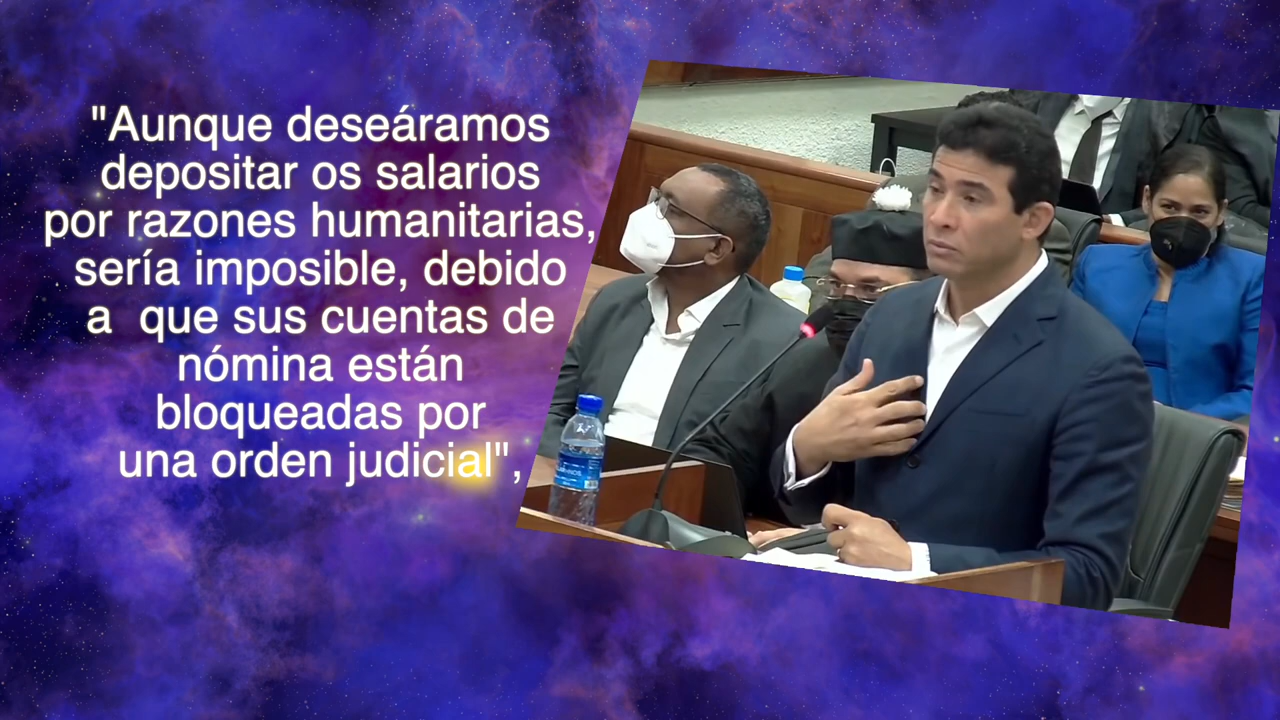 "Aunque deseáramos
depositar os salarios
por razones humanitarias,
sería imposible, debido
a  que sus cuentas de
nómina están
bloqueadas por
una orden judicial",